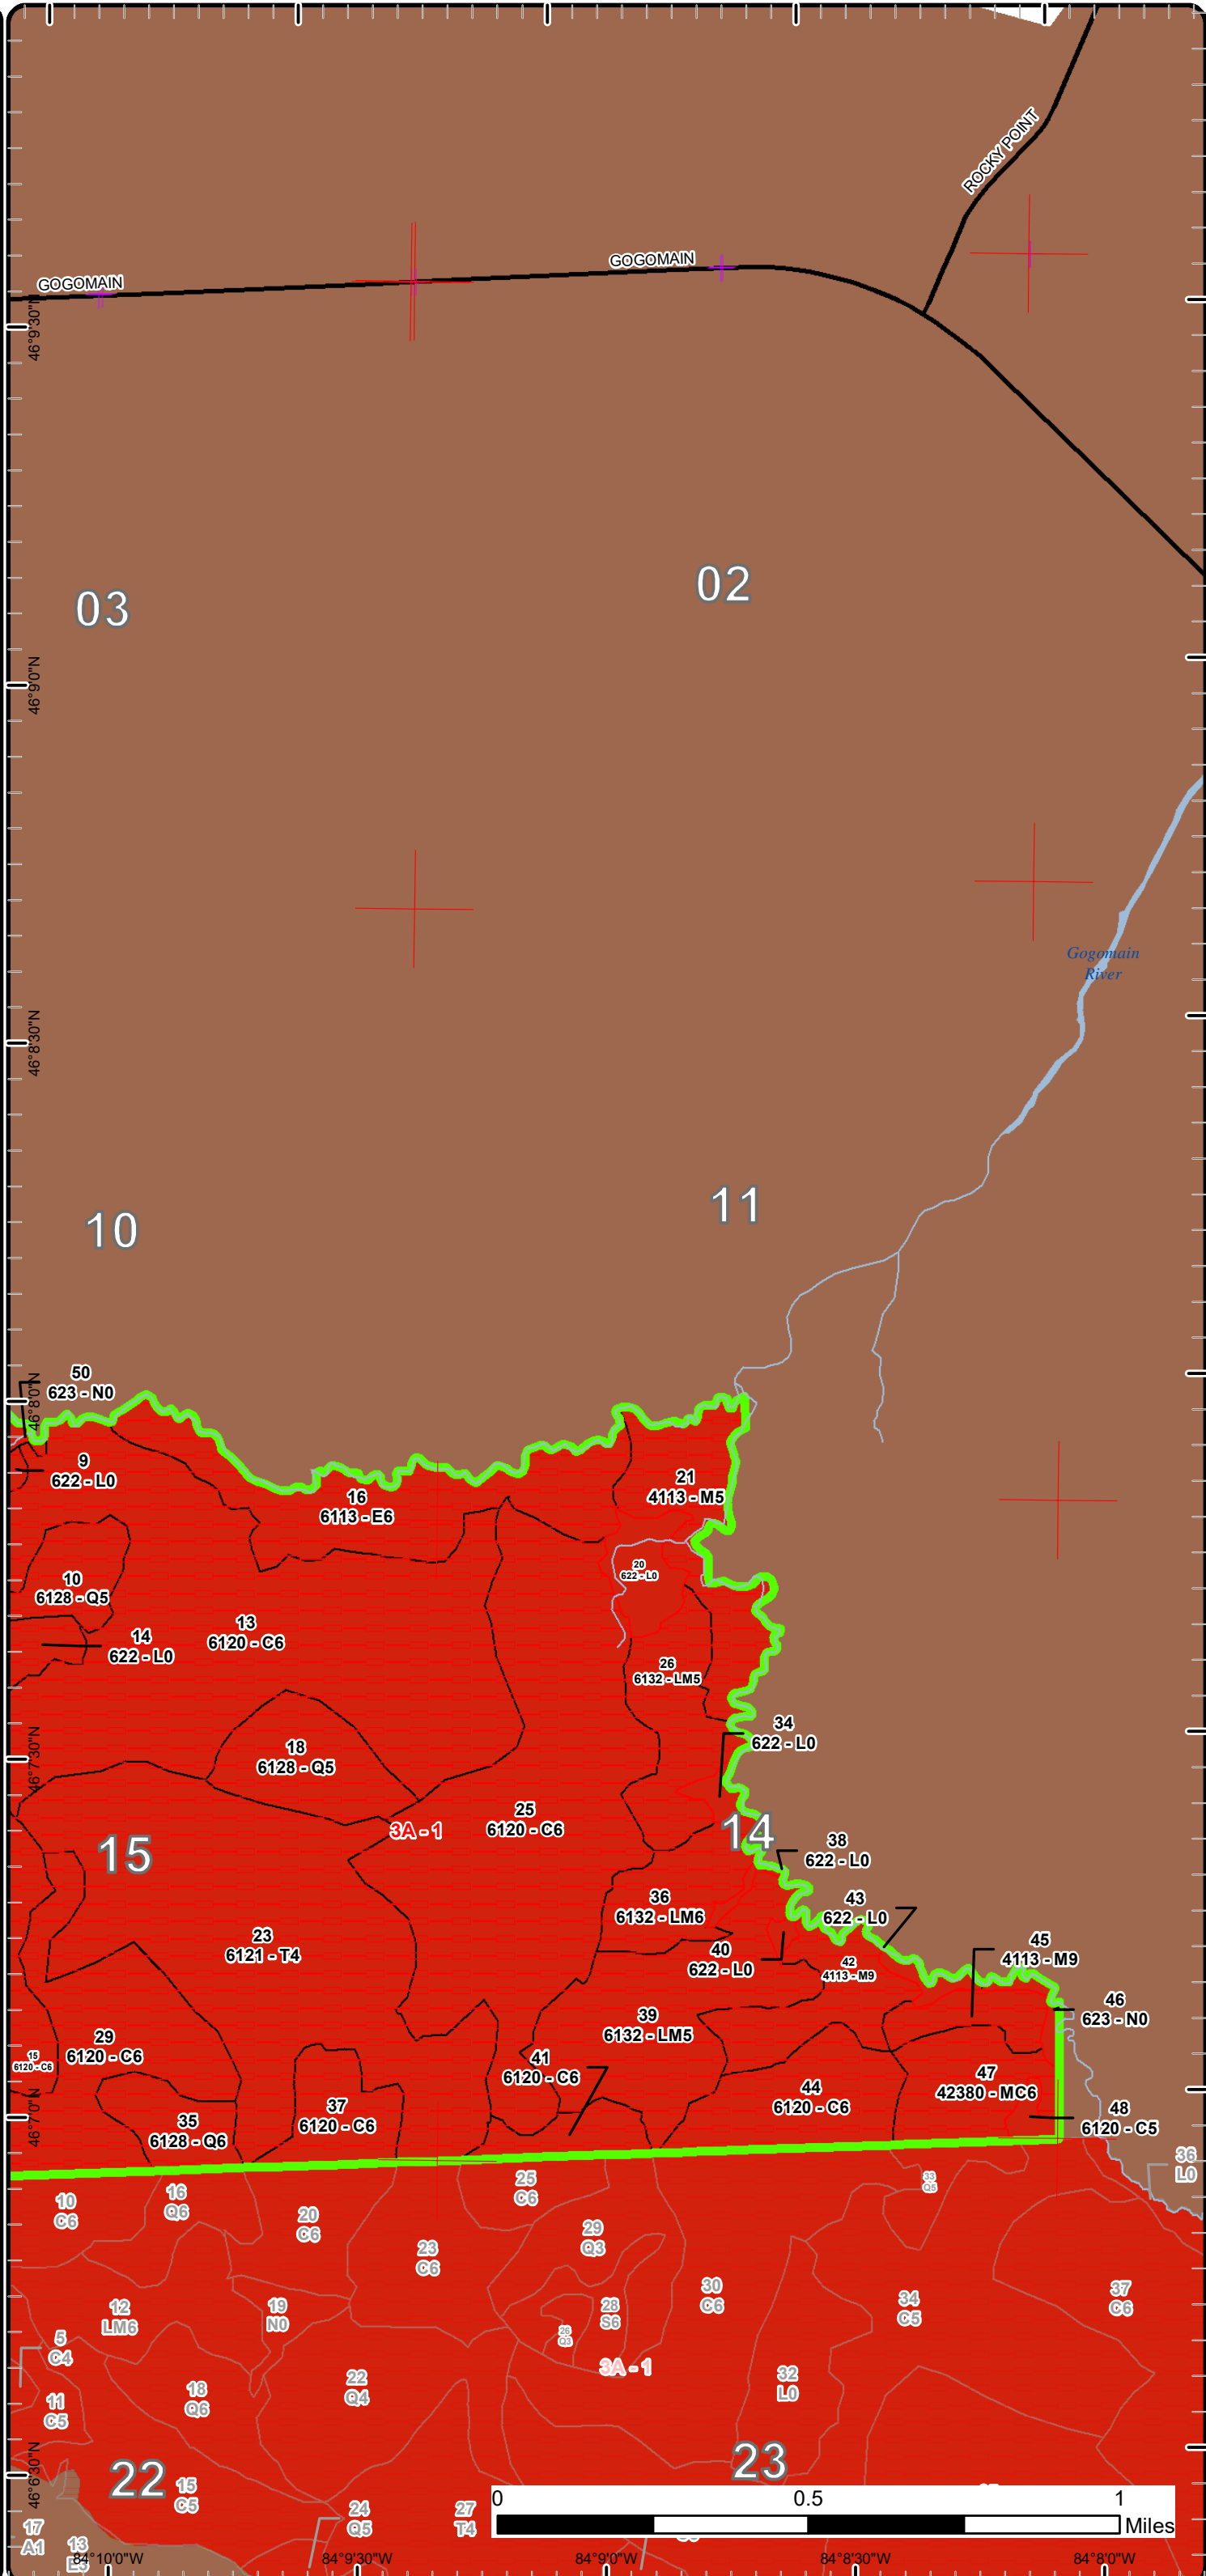 ROCKY POINT
GOGOMAIN
GOGOMAIN
46°9'30"N
03
02
46°9'0"N
Gogomain
River
46°8'30"N
10
11
46°8'0"N
50
623 - N0
9
622 - L0
16
6113 - E6
21
4113 - M5
20
622 - L0
10
6128 - Q5
14
622 - L0
13
6120 - C6
26
6132 - LM5
34
622 - L0
46°7'30"N
18
6128 - Q5
25
6120 - C6
3A - 1
14
15
38
622 - L0
36
6132 - LM6
43
622 - L0
23
6121 - T4
40
622 - L0
42
4113 - M9
45
4113 - M9
46
623 - N0
39
6132 - LM5
29
6120 - C6
15
6120 - C6
41
6120 - C6
47
42380 - MC6
44
6120 - C6
37
6120 - C6
35
6128 - Q6
48
6120 - C5
46°7'0"N
36
L0
33
Q5
25
C6
16
Q6
10
C6
20
C6
29
Q3
23
C6
30
C6
37
C6
34
C5
12
LM6
19
N0
28
S6
26
Q3
5
C4
3A - 1
22
Q4
32
L0
18
Q6
11
C5
23
22
46°6'30"N
15
C5
24
Q5
27
T4
17
A1
13
0
0.5
1
Miles
84°10'0"W
84°9'30"W
84°9'0"W
84°8'30"W
84°8'0"W